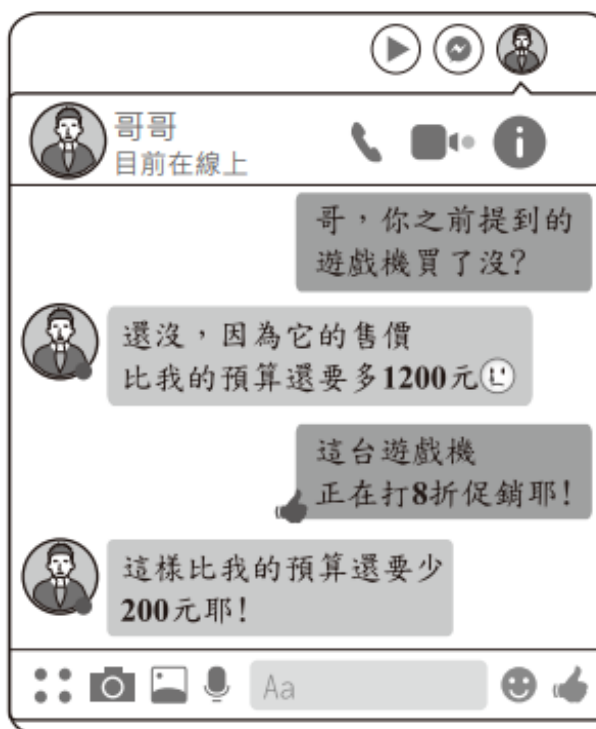 哥哥
目前在線上
哥，你之前提到的
遊戲機買了沒?
還沒，因為它的售價
比我的預算還要多1200元
這台遊戲機
正在打8折促銷耶!
這樣比我的預算還要少
200元耶!
Aa